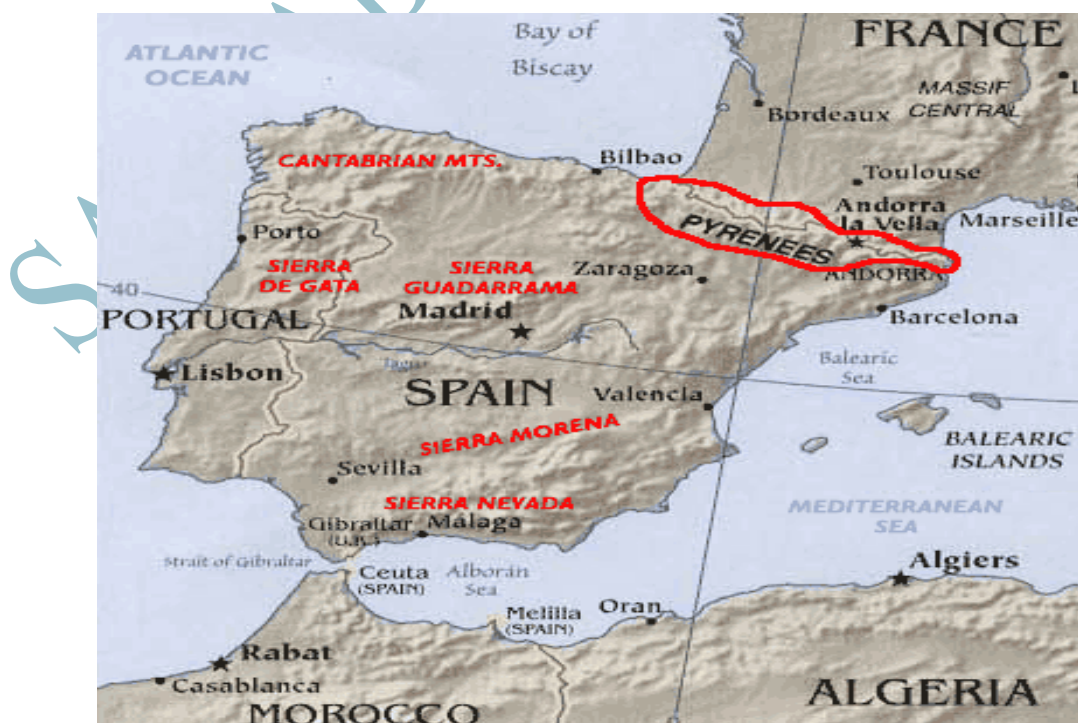 FRANCE
Bay of
Biscay
ATLANTIC
OCEAN
MASSIF
CENTRAL
Bordeaux
CANTABRIAN MTS.
Bilbao
Toulouse
Andorra
la Vella
Marseille
PYRENEES
Porto
SIERRA
DE GATA
SIERRA
GUADARRAMA
Zaragoza
ANDORRA
40
Madrid
PORTUGAL
Barcelona
Lisbon
Tagus
Balearic
Sea
SPAIN
Valencia
SIERRA MORENA
BALEARIC
ISLANDS
Sevilla
SIERRA NEVADA
MEDITERRANEAN
SEA
Gibraltar
(U.K.)
Málaga
Strait of Gibraltar
Ceuta
(SPAIN)
Alborán
Sea
Algiers
Melilla
(SPAIN)
Oran
Rabat
Casablanca
MOROCCO
ALGERIA